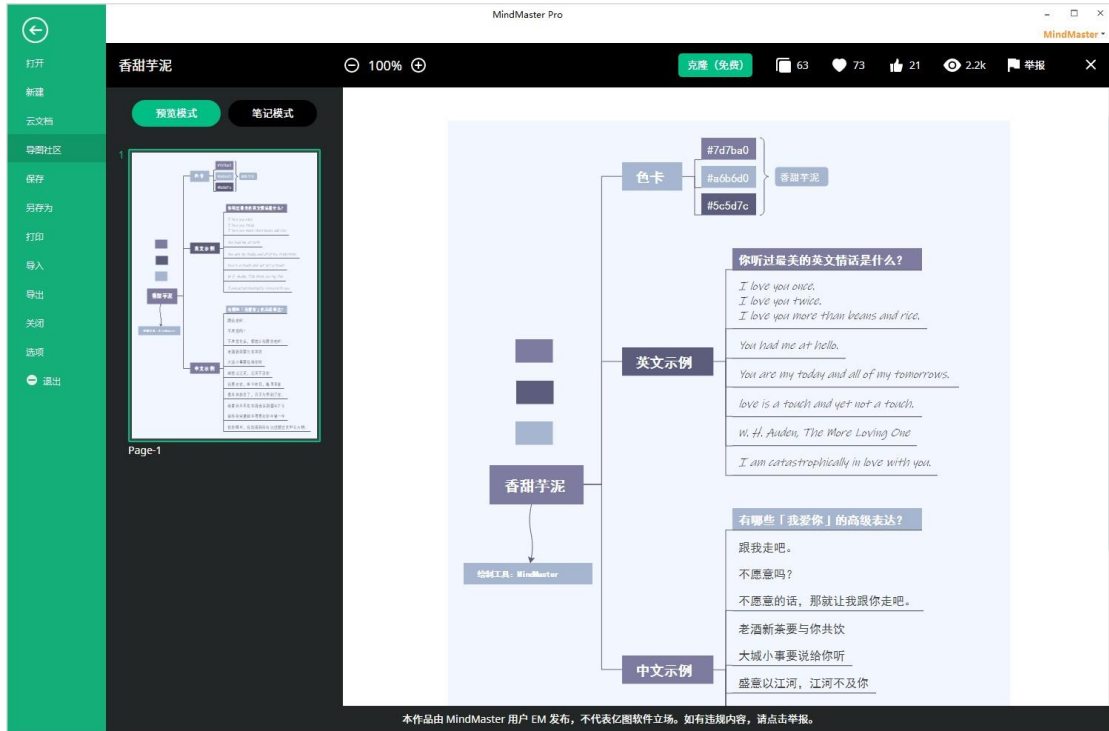 MindMaster Pro
MindMaster
打开
新建
云文档
导图社区
保存
另存为
打印
导入
导出
关闭
选项
退出
香甜芋泥
100%
克隆（免费）
63
73
21
2.2k
举报
预览模式
笔记模式
1
Page-1
色卡
#7d7ba0
#a6b6d0
#5c5d7c
香甜芋泥
英文示例
你听过最美的英文情话是什么？
I love you once.
I love you twice.
I love you more than beans and rice.
You had me at hello.
You are my today and all of my tomorrows.
love is a touch and yet not a touch.
W. H. Auden, The More Loving One
I am catastrophically in love with you.
香甜芋泥
绘制工具：MindMaster
中文示例
有哪些「我爱你」的高级表达？
跟我走吧。
不愿意吗？
不愿意的话，那就让我跟你走吧。
老酒新茶要与你共饮
大城小事要说给你听
盛意以江河，江河不及你
本作品由 MindMaster 用户 EM 发布，不代表亿图软件立场。如有违规内容，请点击举报。